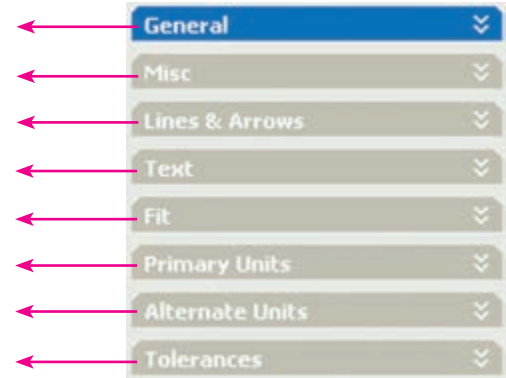 General
Misc
Lines & Arrows
Text
Fit
Primary Units
Alternate Units
Tolerances